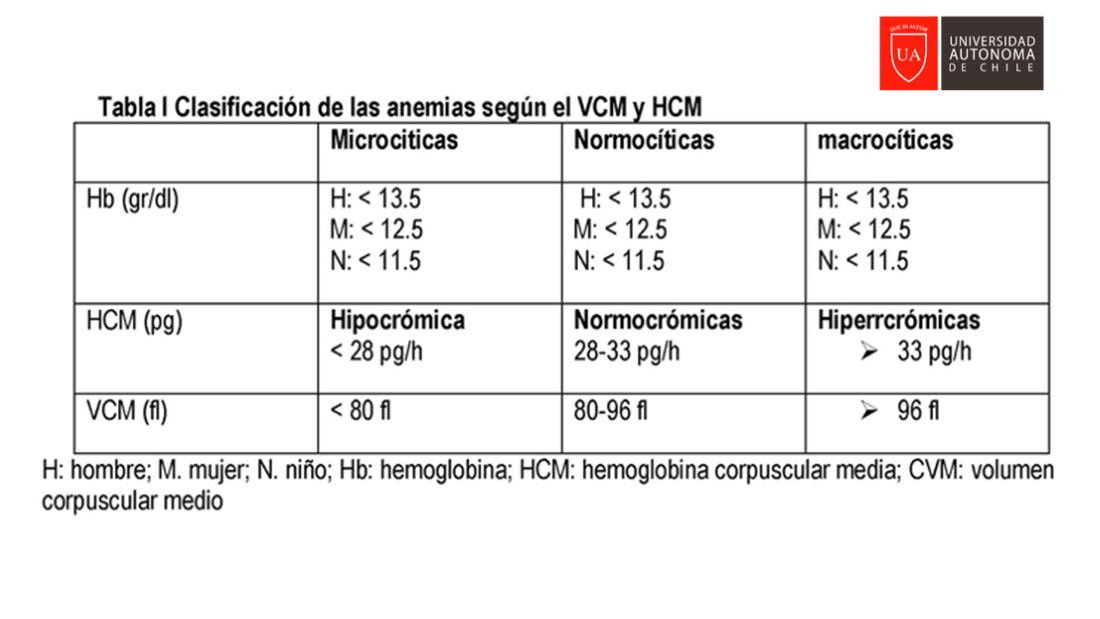 DUC IN ALTUM
UA
UNIVERSIDAD
AUTONOMA
DE CHILE
Tabla I Clasificación de las anemias según el VCM y HCM
Microciticas Normocíticas macrocíticas
Hb (gr/dl) H: < 13.5 H: < 13.5 H: < 13.5
M: < 12.5 M: < 12.5 M: < 12.5
N: < 11.5 N: < 11.5 N: < 11.5
HCM (pg) Hipocrómica Normocrómicas Hiperrcrómicas
< 28 pg/h 28-33 pg/h ➢ 33 pg/h
VCM (fl) < 80 fl 80-96 fl ➢ 96 fl
H: hombre; M. mujer; N. niño; Hb: hemoglobina; HCM: hemoglobina corpuscular media; CVM: volumen
corpuscular medio